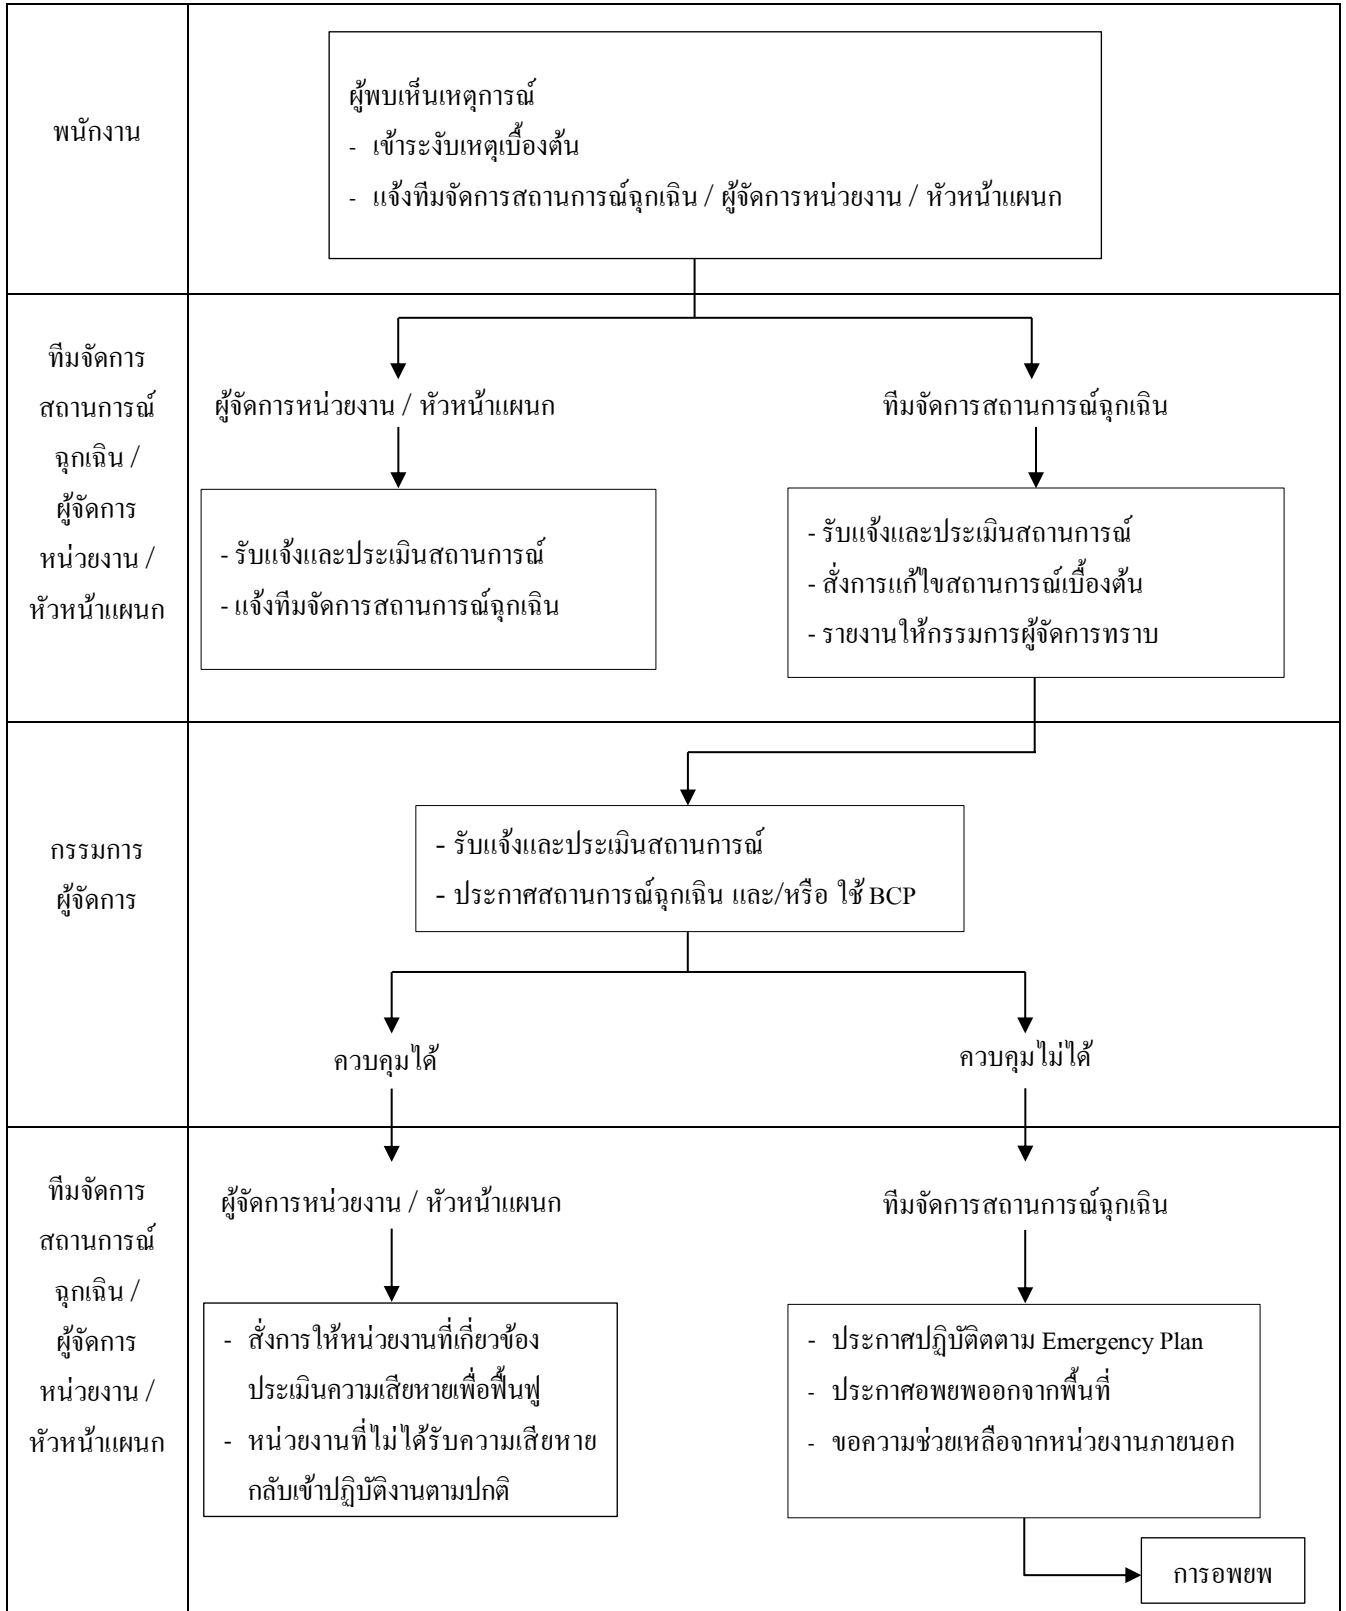 พนักงาน
ผู้พบเห็นเหตุการณ์
- เข้าระงับเหตุเบื้องต้น
- แจ้งทีมจัดการสถานการณ์ฉุกเฉิน / ผู้จัดการหน่วยงาน / หัวหน้าแผนก
ทีมจัดการ
สถานการณ์
ฉุกเฉิน /
ผู้จัดการ
หน่วยงาน /
หัวหน้าแผนก
ผู้จัดการหน่วยงาน / หัวหน้าแผนก
- รับแจ้งและประเมินสถานการณ์
- แจ้งทีมจัดการสถานการณ์ฉุกเฉิน
ทีมจัดการสถานการณ์ฉุกเฉิน
- รับแจ้งและประเมินสถานการณ์
- สั่งการแก้ไขสถานการณ์เบื้องต้น
- รายงานให้กรรมการผู้จัดการทราบ
กรรมการ
ผู้จัดการ
- รับแจ้งและประเมินสถานการณ์
- ประกาศสถานการณ์ฉุกเฉิน และ/หรือ ใช้ BCP
ควบคุมได้
ควบคุมไม่ได้
ทีมจัดการ
สถานการณ์
ฉุกเฉิน /
ผู้จัดการ
หน่วยงาน /
หัวหน้าแผนก
ผู้จัดการหน่วยงาน / หัวหน้าแผนก
- สั่งการให้หน่วยงานที่เกี่ยวข้อง
ประเมินความเสียหายเพื่อฟื้นฟู
- หน่วยงานที่ไม่ได้รับความเสียหาย
กลับเข้าปฏิบัติงานตามปกติ
ทีมจัดการสถานการณ์ฉุกเฉิน
- ประกาศปฏิบัติตตาม Emergency Plan
- ประกาศอพยพออกจากพื้นที่
- ขอความช่วยเหลือจากหน่วยงานภายนอก
การอพยพ